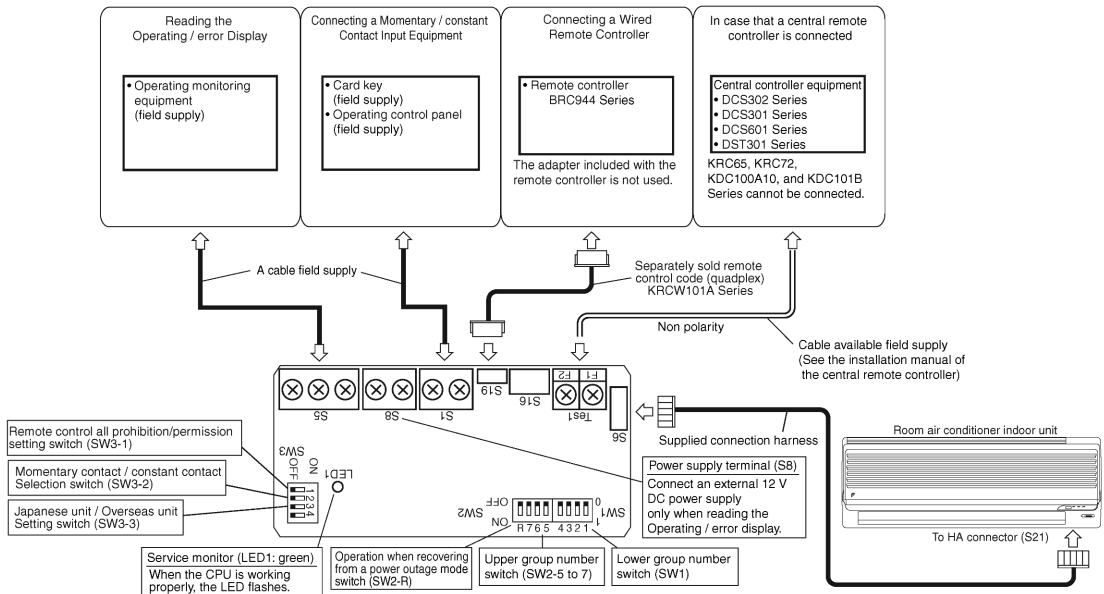 Reading the
Operating / error Display
• Operating monitoring
equipment
(field supply)
Connecting a Momentary / constant
Contact Input Equipment
• Card key
(field supply)
• Operating control panel
(field supply)
Connecting a Wired
Remote Controller
• Remote controller
BRC944 Series
The adapter included with the
remote controller is not used.
In case that a central remote
controller is connected
Central controller equipment
• DCS302 Series
• DCS301 Series
• DCS601 Series
• DST301 Series
KRC65, KRC72,
KDC100A10, and KDC101B
Series cannot be connected.
A cable field supply
Separately sold remote
control code (quadplex)
KRCW101A Series
Non polarity
Cable available field supply
(See the installation manual of
the central remote controller)
S5
S8
S1
S19
S16
F2
F1
Tes1
S6
Supplied connection harness
Room air conditioner indoor unit
To HA connector (S21)
Remote control all prohibition/permission
setting switch (SW3-1)
Momentary contact / constant contact
Selection switch (SW3-2)
Japanese unit / Overseas unit
Setting switch (SW3-3)
SW3
OFF
ON
1
2
3
4
LED1
Power supply terminal (S8)
Connect an external 12 V
DC power supply
only when reading the
Operating / error display.
SW2
OFF
ON
R 7 6 5
4 3 2 1
0
1
SW1
Service monitor (LED1: green)
When the CPU is working
properly, the LED flashes.
Operation when recovering
from a power outage mode
switch (SW2-R)
Upper group number
switch (SW2-5 to 7)
Lower group number
switch (SW1)